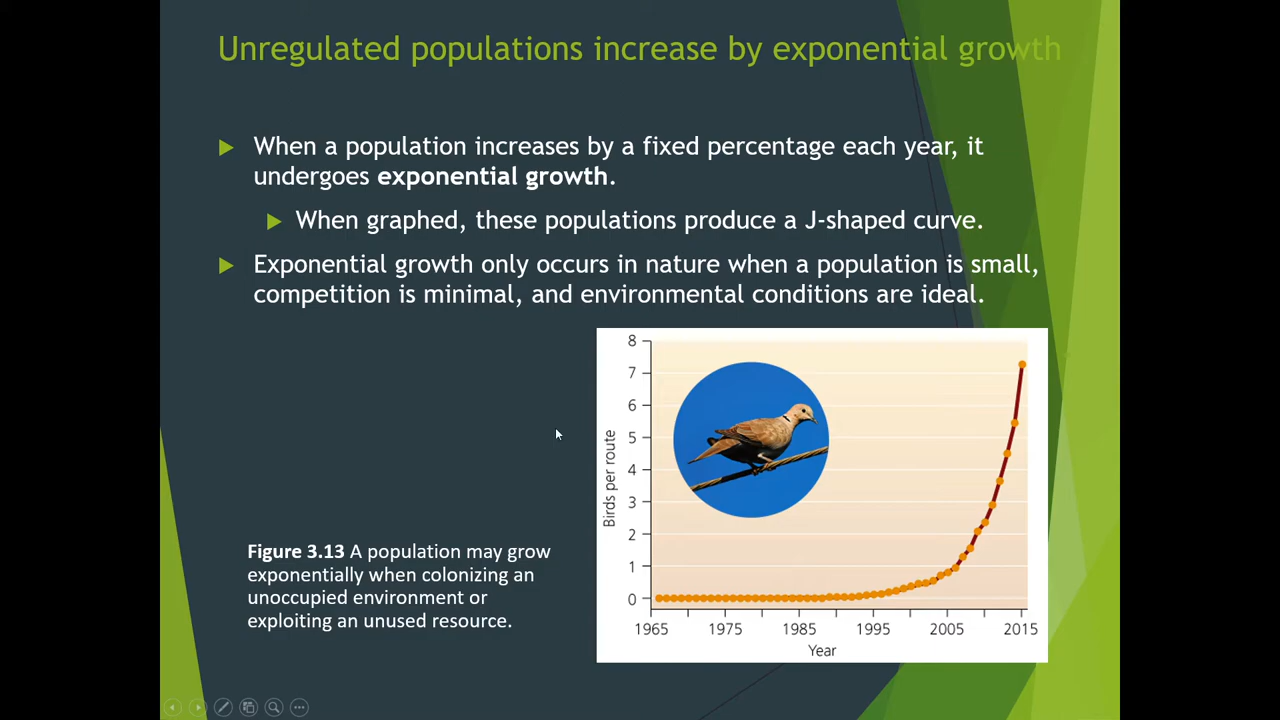 Unregulated populations increase by exponential growth
When a population increases by a fixed percentage each year, it
undergoes exponential growth.
When graphed, these populations produce a J-shaped curve.
Exponential growth only occurs in nature when a population is small,
competition is minimal, and environmental conditions are ideal.
Figure 3.13 A population may grow
exponentially when colonizing an
unoccupied environment or
exploiting an unused resource.
Birds per route
8
7
6
5
4
3
2
1
0
1965 1975 1985 1995 2005 2015
Year